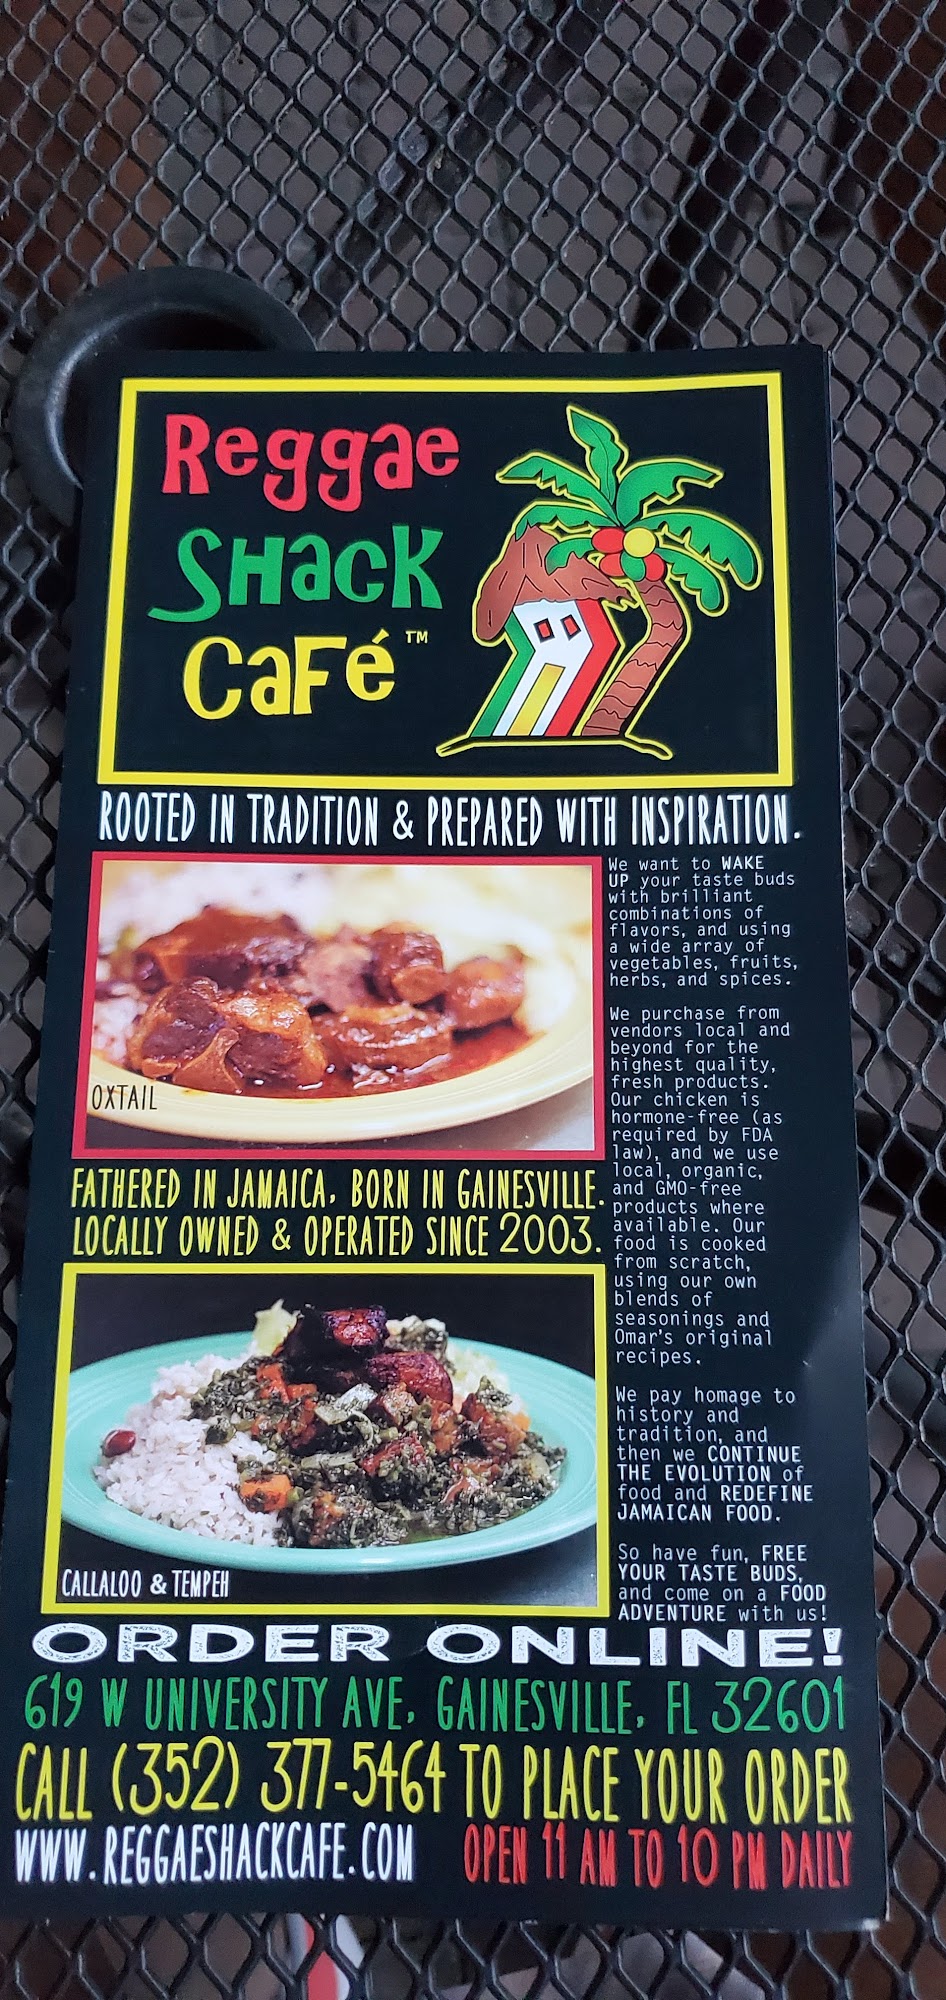 Reggae
Shack
Café™
ROOTED IN TRADITION & PREPARED WITH INSPIRATION.
OXTAIL
FATHERED IN JAMAICA, BORN IN GAINESVILLE.
LOCALLY OWNED & OPERATED SINCE 2003.
CALLALOO & TEMPEH
We want to WAKE
UP your taste buds
with brilliant
combinations of
flavors, and using
a wide array of
vegetables, fruits,
herbs, and spices.
We purchase from
vendors local and
beyond for the
highest quality,
fresh products.
Our chicken is
hormone-free (as
required by FDA
law), and we use
local, organic,
and GMO-free
products where
available. Our
food is cooked
from scratch,
using our own
blends of
seasonings and
Omar's original
recipes.
We pay homage to
history and
tradition, and
then we CONTINUE
THE EVOLUTION of
food and REDEFINE
JAMAICAN FOOD.
So have fun, FREE
YOUR TASTE BUDS,
and come on a FOOD
ADVENTURE with us!
ORDER ONLINE!
619 W UNIVERSITY AVE, GAINESVILLE, FL 32601
CALL (352) 377-5464 TO PLACE YOUR ORDER
WWW.REGGAESHACKCAFE.COM OPEN 11 AM TO 10 PM DAILY